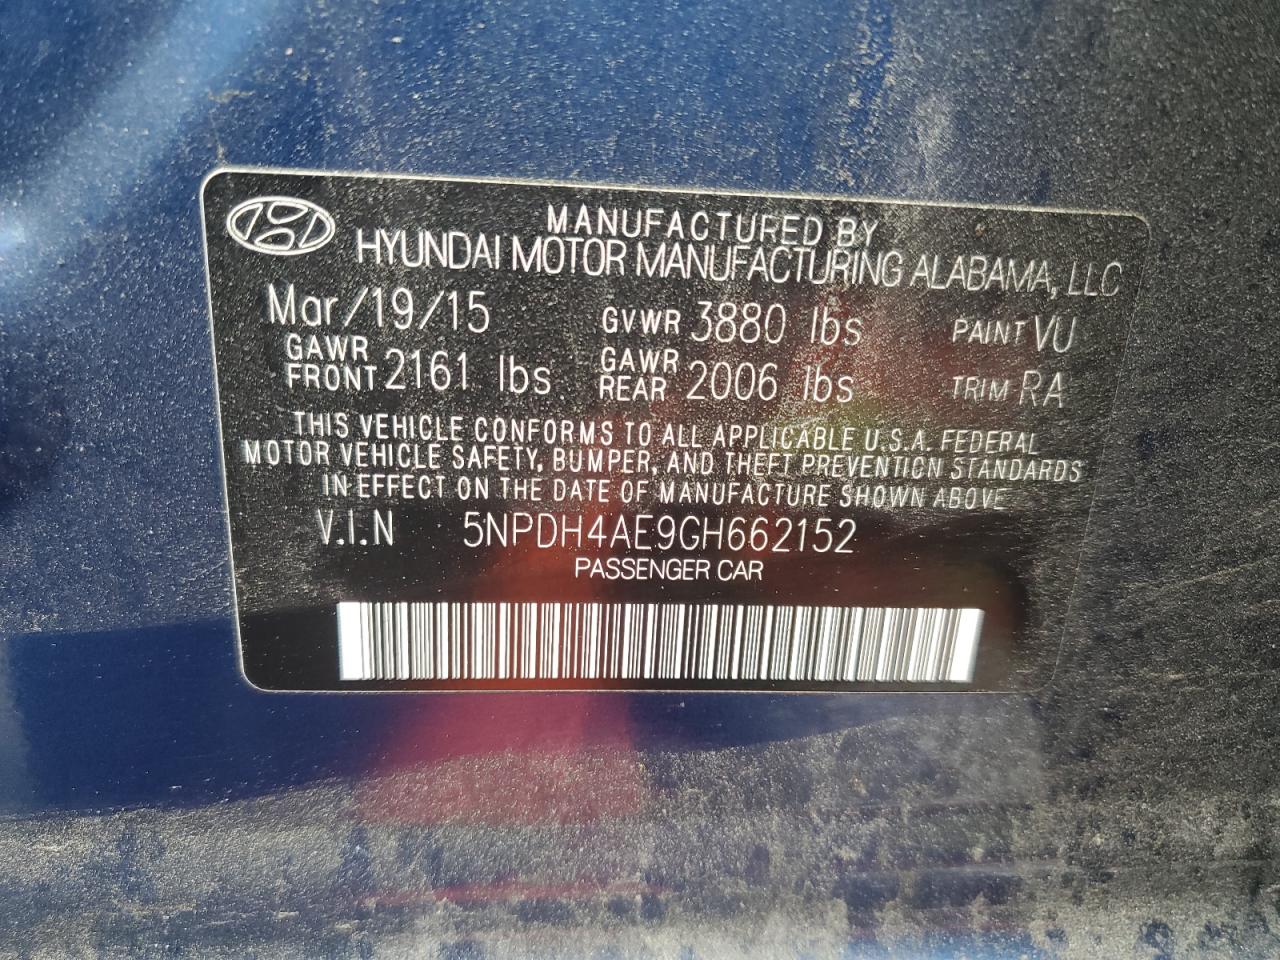 MANUFACTURED BY
HYUNDAI MOTOR MANUFACTURING ALABAMA, LLC
Mar/19/15 GVWR 3880 lbs PAINT VU
GAWR FRONT 2161 lbs GAWR REAR 2006 lbs TRIM RA
THIS VEHICLE CONFORMS TO ALL APPLICABLE U.S.A. FEDERAL
MOTOR VEHICLE SAFETY, BUMPER, AND THEFT PREVENTION STANDARDS
IN EFFECT ON THE DATE OF MANUFACTURE SHOWN ABOVE
V.I.N 5NPDH4AE9GH662152
PASSENGER CAR